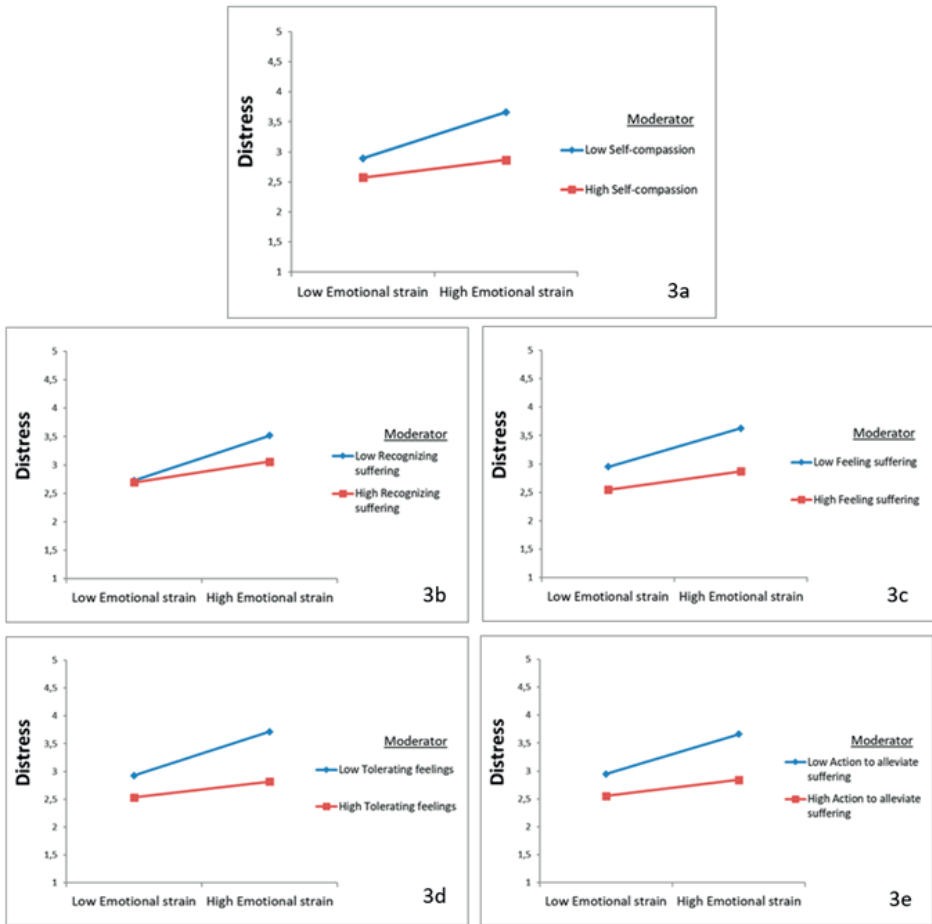 5
4,5
4
3,5
3
2,5
2
1,5
1
Distress
Low Emotional strain High Emotional strain
Moderator
Low Self-compassion
High Self-compassion
3a
5
4,5
4
3,5
3
2,5
2
1,5
1
Distress
Low Emotional strain High Emotional strain
Moderator
Low Recognizing
suffering
High Recognizing
suffering
3b
5
4,5
4
3,5
3
2,5
2
1,5
1
Distress
Low Emotional strain High Emotional strain
Moderator
Low Feeling suffering
High Feeling suffering
3c
5
4,5
4
3,5
3
2,5
2
1,5
1
Distress
Low Emotional strain High Emotional strain
Moderator
Low Tolerating feelings
High Tolerating feelings
3d
5
4,5
4
3,5
3
2,5
2
1,5
1
Distress
Low Emotional strain High Emotional strain
Moderator
Low Action to alleviate
suffering
High Action to alleviate
suffering
3e